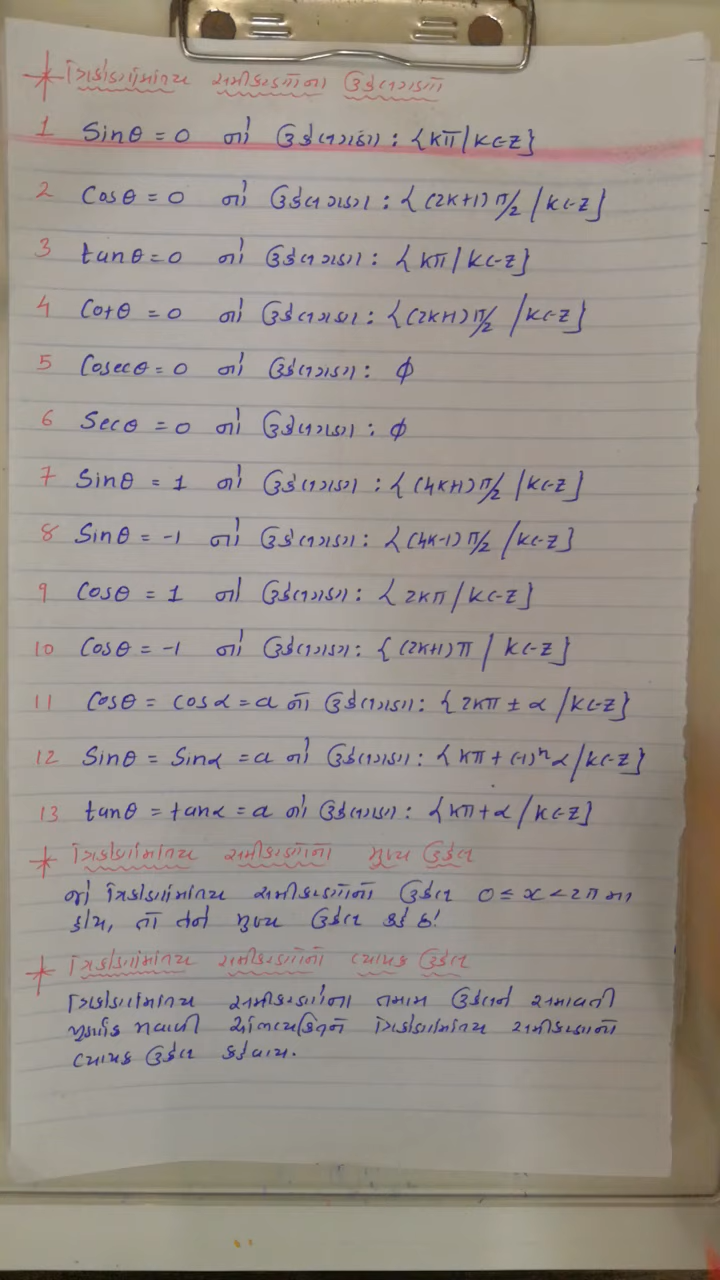 * ત્રિકોણમિતિય સમીકરણોના ઉકેલગણો
1 Sinθ = 0 નો ઉકેલગણ : {kπ/k∈Z}
2 Cosθ = 0 નો ઉકેલગણ : {(2k+1)π/2 /k∈Z}
3 tanθ = 0 નો ઉકેલગણ : {kπ/k∈Z}
4 Cotθ = 0 નો ઉકેલગણ : {(2k+1)π/2 /k∈Z}
5 Cosecθ = 0 નો ઉકેલગણ : ϕ
6 Secθ = 0 નો ઉકેલગણ : ϕ
7 Sinθ = 1 નો ઉકેલગણ : {(4k+1)π/2 /k∈Z}
8 Sinθ = -1 નો ઉકેલગણ : {(4k-1)π/2 /k∈Z}
9 Cosθ = 1 નો ઉકેલગણ : {2kπ/k∈Z}
10 Cosθ = -1 નો ઉકેલગણ : {(2k+1)π / k∈Z}
11 Cosθ = cosα = a નો ઉકેલગણ : {2kπ ± α /k∈Z}
12 Sinθ = Sinα = a નો ઉકેલગણ : {kπ + (-1)ⁿα/k∈Z}
13 tanθ = tanα = a નો ઉકેલગણ : {kπ+α /k∈Z}
* ત્રિકોણમિતિય સમીકરણોનો મુખ્ય ઉકેલ
જો ત્રિકોણમિતિય સમીકરણોનો ઉકેલ 0 ≤ x < 2π માં
હોય, તો તેને મુખ્ય ઉકેલ કહે છે!
* ત્રિકોણમિતિય સમીકરણોનો વ્યાપક ઉકેલ
ત્રિકોણમિતિય સમીકરણોના તમામ ઉકેલને સમાવતી
પૂર્ણાંક મળતી અભિવ્યક્તિને ત્રિકોણમિતિય સમીકરણનો
વ્યાપક ઉકેલ કહેવાય.